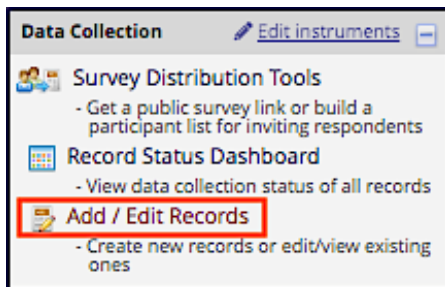 Data Collection Edit instruments
Survey Distribution Tools
- Get a public survey link or build a
participant list for inviting respondents
Record Status Dashboard
- View data collection status of all records
Add / Edit Records
- Create new records or edit/view existing
ones